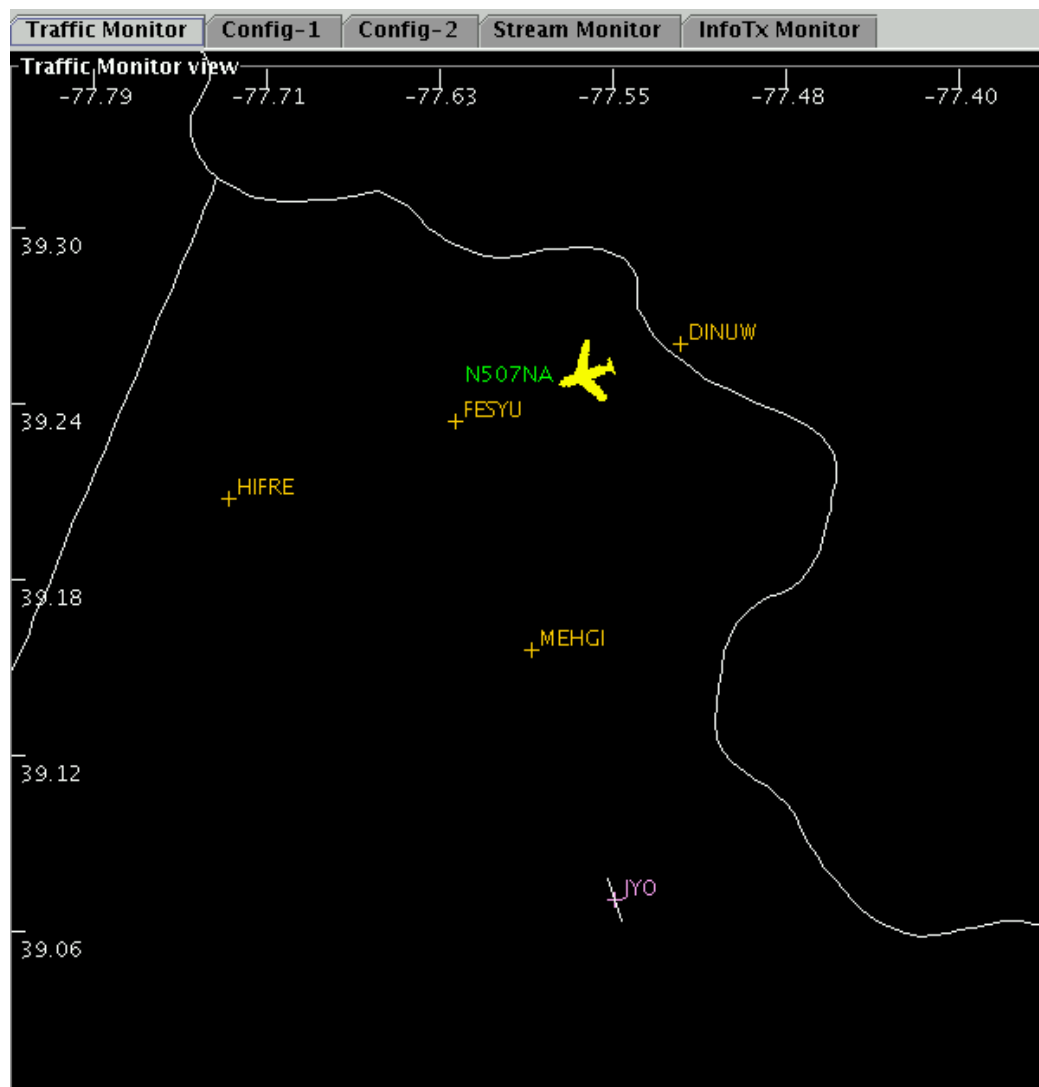 Traffic Monitor Config-1 Config-2 Stream Monitor InfoTx Monitor
Traffic Monitor view
-77.79 -77.71 -77.63 -77.55 -77.48 -77.40
39.30
DINUW
N507NA
39.24
FESYU
HIFRE
39.18
MEHGI
39.12
JYO
39.06